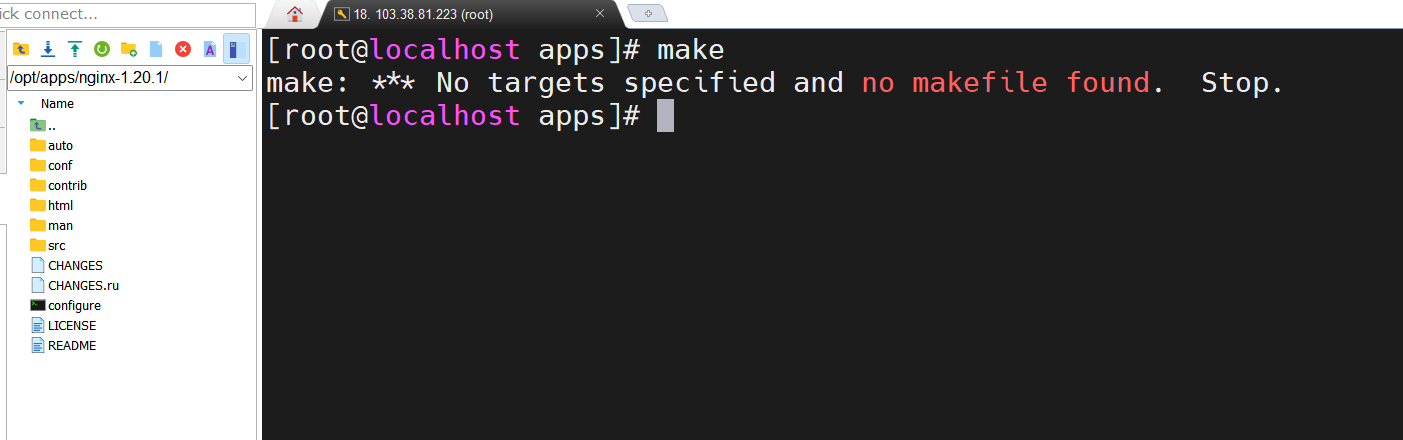 ck connect...
18. 103.38.81.223 (root)
/opt/apps/nginx-1.20.1/
Name
..
auto
conf
contrib
html
man
src
CHANGES
CHANGES.ru
configure
LICENSE
README
[root@localhost apps]# make
make: *** No targets specified and no makefile found.  Stop.
[root@localhost apps]#